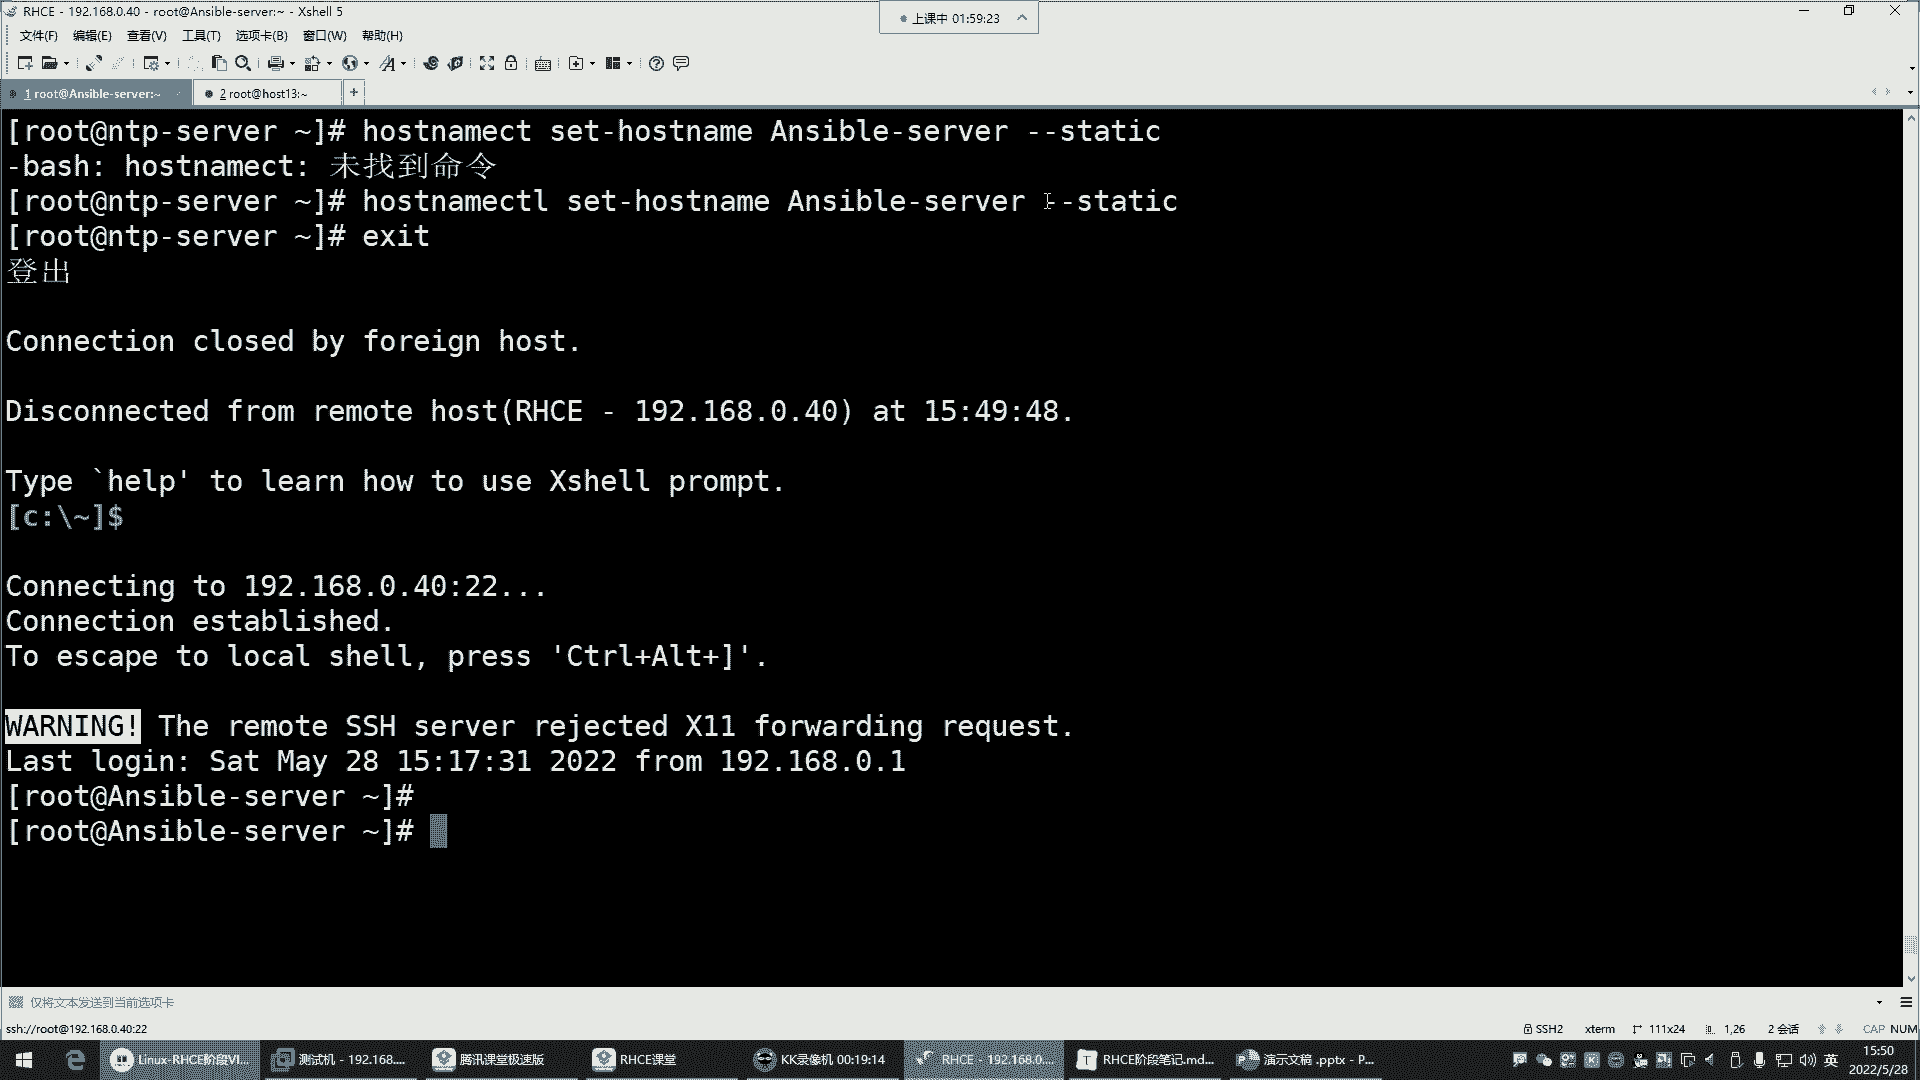 RHCE - 192.168.0.40 - root@Ansible-server:~ - Xshell 5
上课中 01:59:23
文件(F) 编辑(E) 查看(V) 工具(T) 选项卡(B) 窗口(W) 帮助(H)
1 root@Ansible-server:~ 2 root@host13:~ +
[root@ntp-server ~]# hostnamect set-hostname Ansible-server --static
-bash: hostnamect: 未找到命令
[root@ntp-server ~]# hostnamectl set-hostname Ansible-server --static
[root@ntp-server ~]# exit
登出
Connection closed by foreign host.
Disconnected from remote host(RHCE - 192.168.0.40) at 15:49:48.
Type `help' to learn how to use Xshell prompt.
[c:\~]$
Connecting to 192.168.0.40:22...
Connection established.
To escape to local shell, press 'Ctrl+Alt+]'.
WARNING! The remote SSH server rejected X11 forwarding request.
Last login: Sat May 28 15:17:31 2022 from 192.168.0.1
[root@Ansible-server ~]#
[root@Ansible-server ~]#
仅将文本发送到当前选项卡
ssh://root@192.168.0.40:22 SSH2 xterm 111x24 1,26 2 会话 CAP NUM
Linux-RHCE阶段VI... 测试机 - 192.168.... 腾讯课堂极速版 RHCE课堂 KK录像机 00:19:14 RHCE - 192.168.0.... RHCE阶段笔记.md... 演示文稿 .pptx - P... 英 15:50
2022/5/28